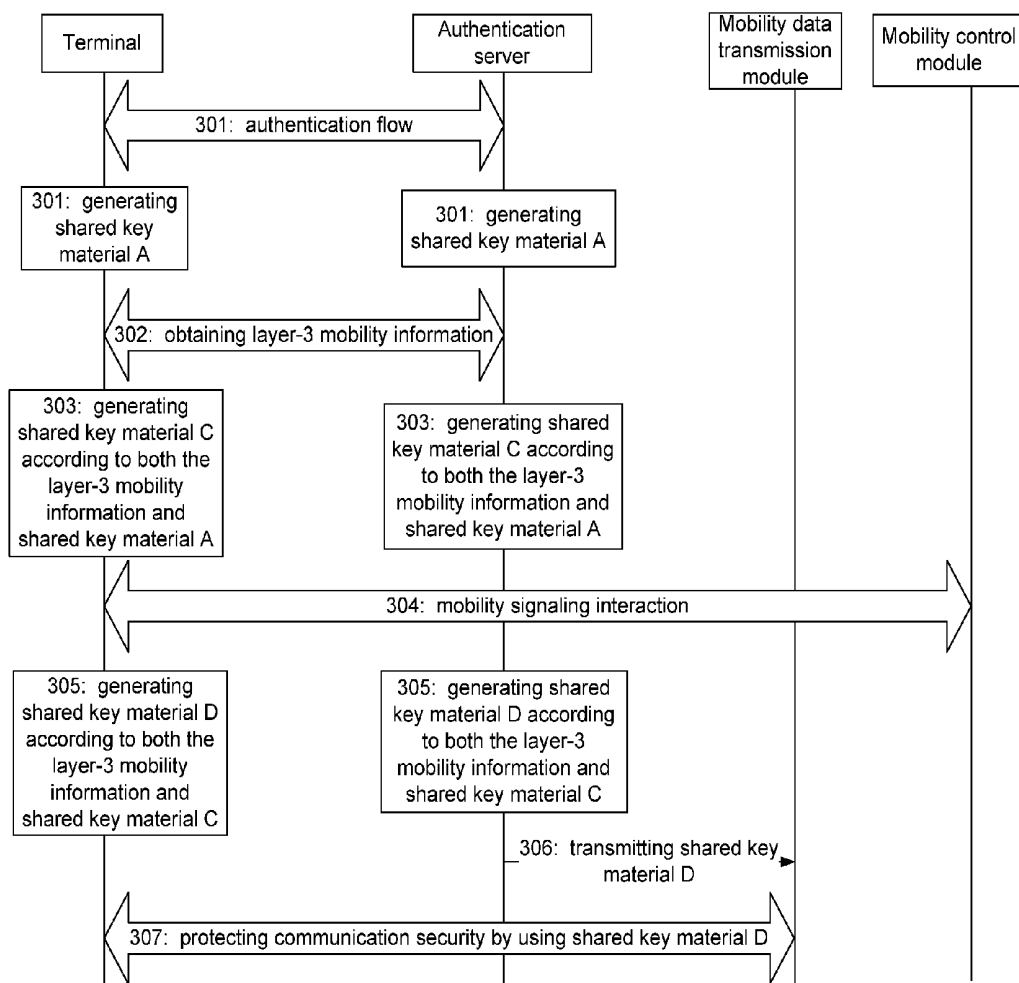 Terminal
Authentication
server
Mobility data
transmission
module
Mobility control
module
301: authentication flow
301: generating
shared key
material A
301: generating
shared key material A
302: obtaining layer-3 mobility information
303: generating
shared key material C
according to both the
layer-3 mobility
information and
shared key material A
303: generating shared
key material C according
to both the layer-3
mobility information and
shared key material A
304: mobility signaling interaction
305: generating
shared key material D
according to both the
layer-3 mobility
information and
shared key material C
305: generating shared
key material D according
to both the layer-3
mobility information and
shared key material C
306: transmitting shared key
material D
307: protecting communication security by using shared key material D